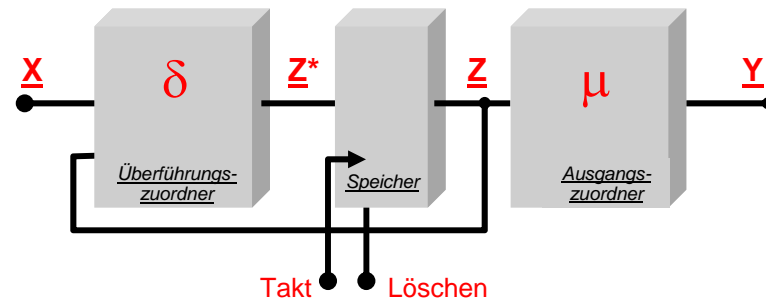 X
δ
Z*
Z
μ
Y
Überführungs-
zuordner
Speicher
Ausgangs-
zuordner
Takt
Löschen